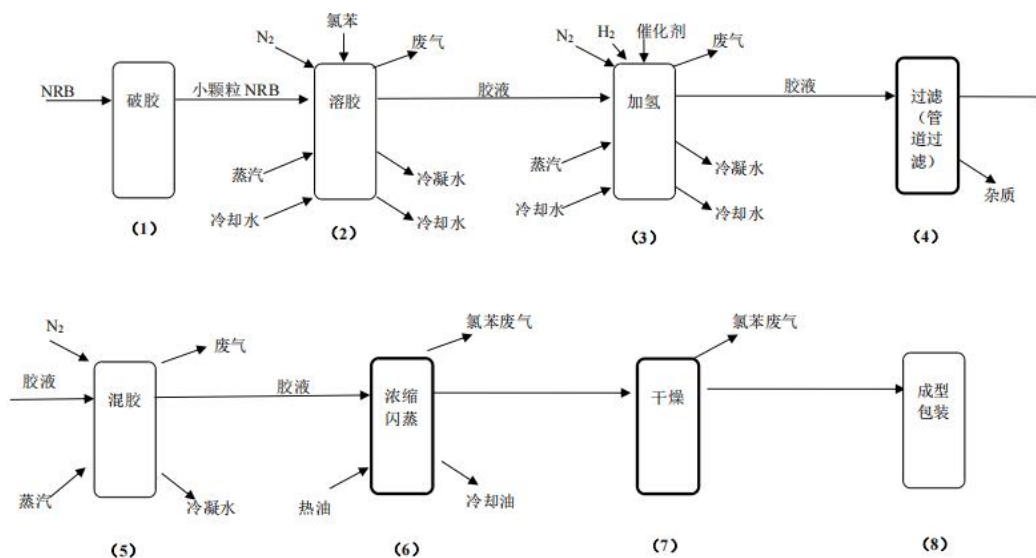 NRB
破胶
(1)
小颗粒 NRB
N₂
氯苯
废气
溶胶
蒸汽
冷却水
冷凝水
冷却水
(2)
胶液
N₂
H₂
催化剂
废气
加氢
蒸汽
冷却水
冷凝水
冷却水
(3)
胶液
过滤
（管
道过
滤）
杂质
(4)
胶液
N₂
废气
混胶
蒸汽
冷凝水
(5)
胶液
氯苯废气
浓缩
闪蒸
热油
冷却油
(6)
氯苯废气
干燥
(7)
成型
包装
(8)